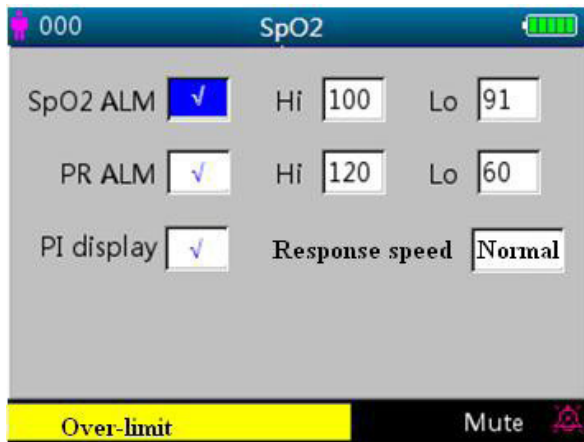 000 SpO2
SpO2 ALM √ Hi 100 Lo 91
PR ALM √ Hi 120 Lo 60
PI display √ Response speed Normal
Over-limit Mute